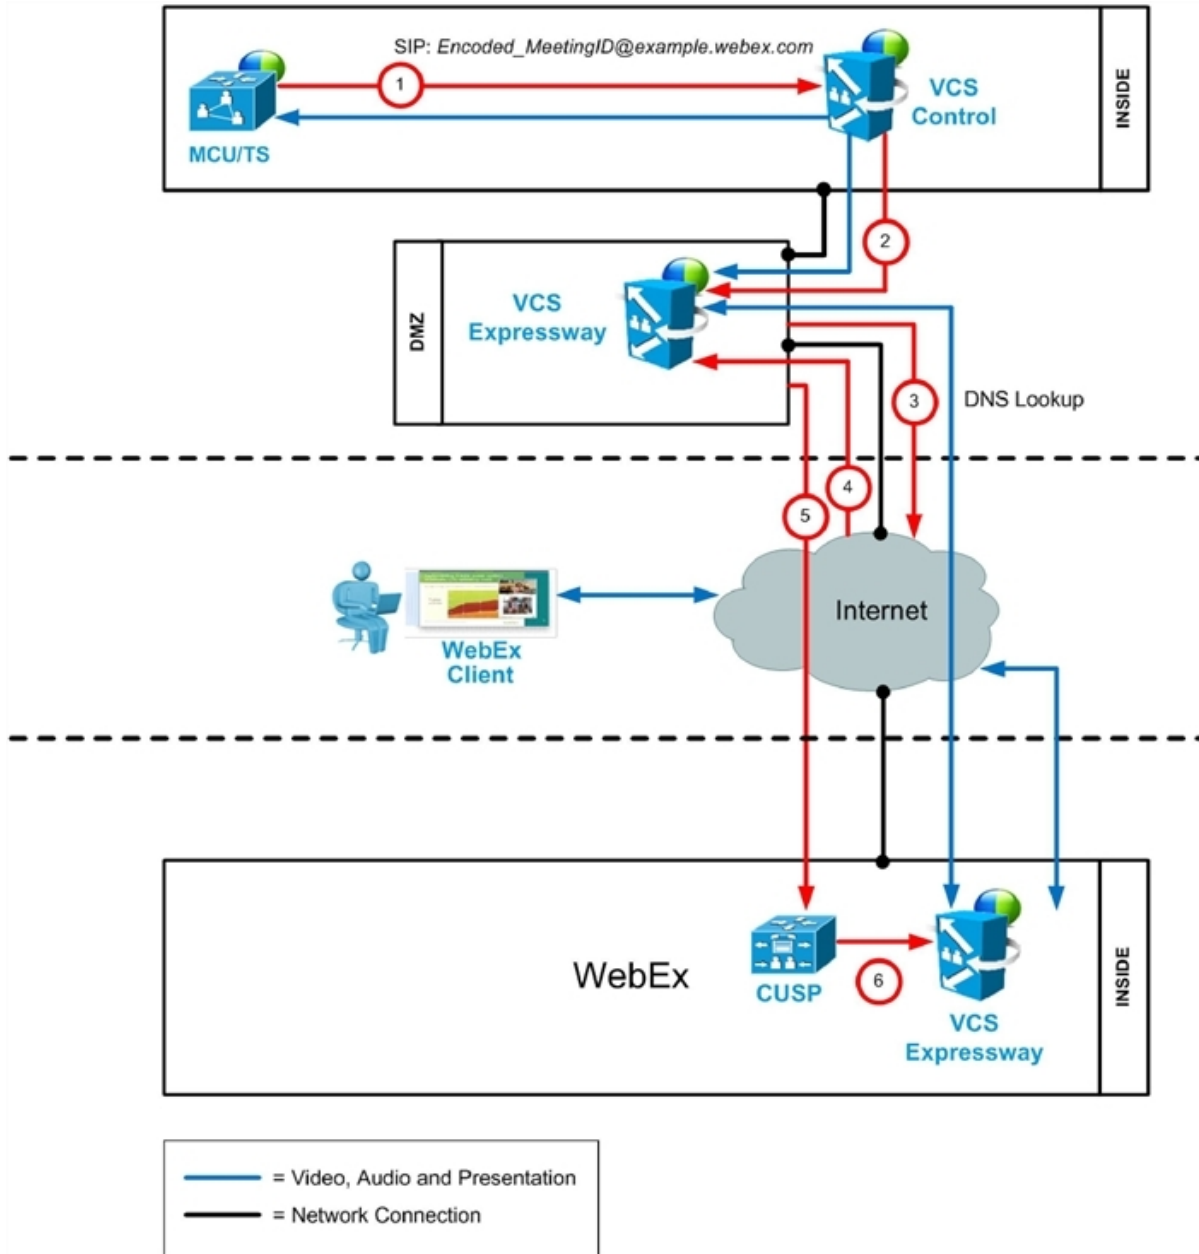 SIP: Encoded_MeetingID@example.webex.com
1
MCU/TS
VCS
Control
INSIDE
2
DMZ
VCS
Expressway
3
DNS Lookup
4
5
Internet
WebEx
Client
WebEx
CUSP
6
VCS
Expressway
INSIDE
= Video, Audio and Presentation
= Network Connection